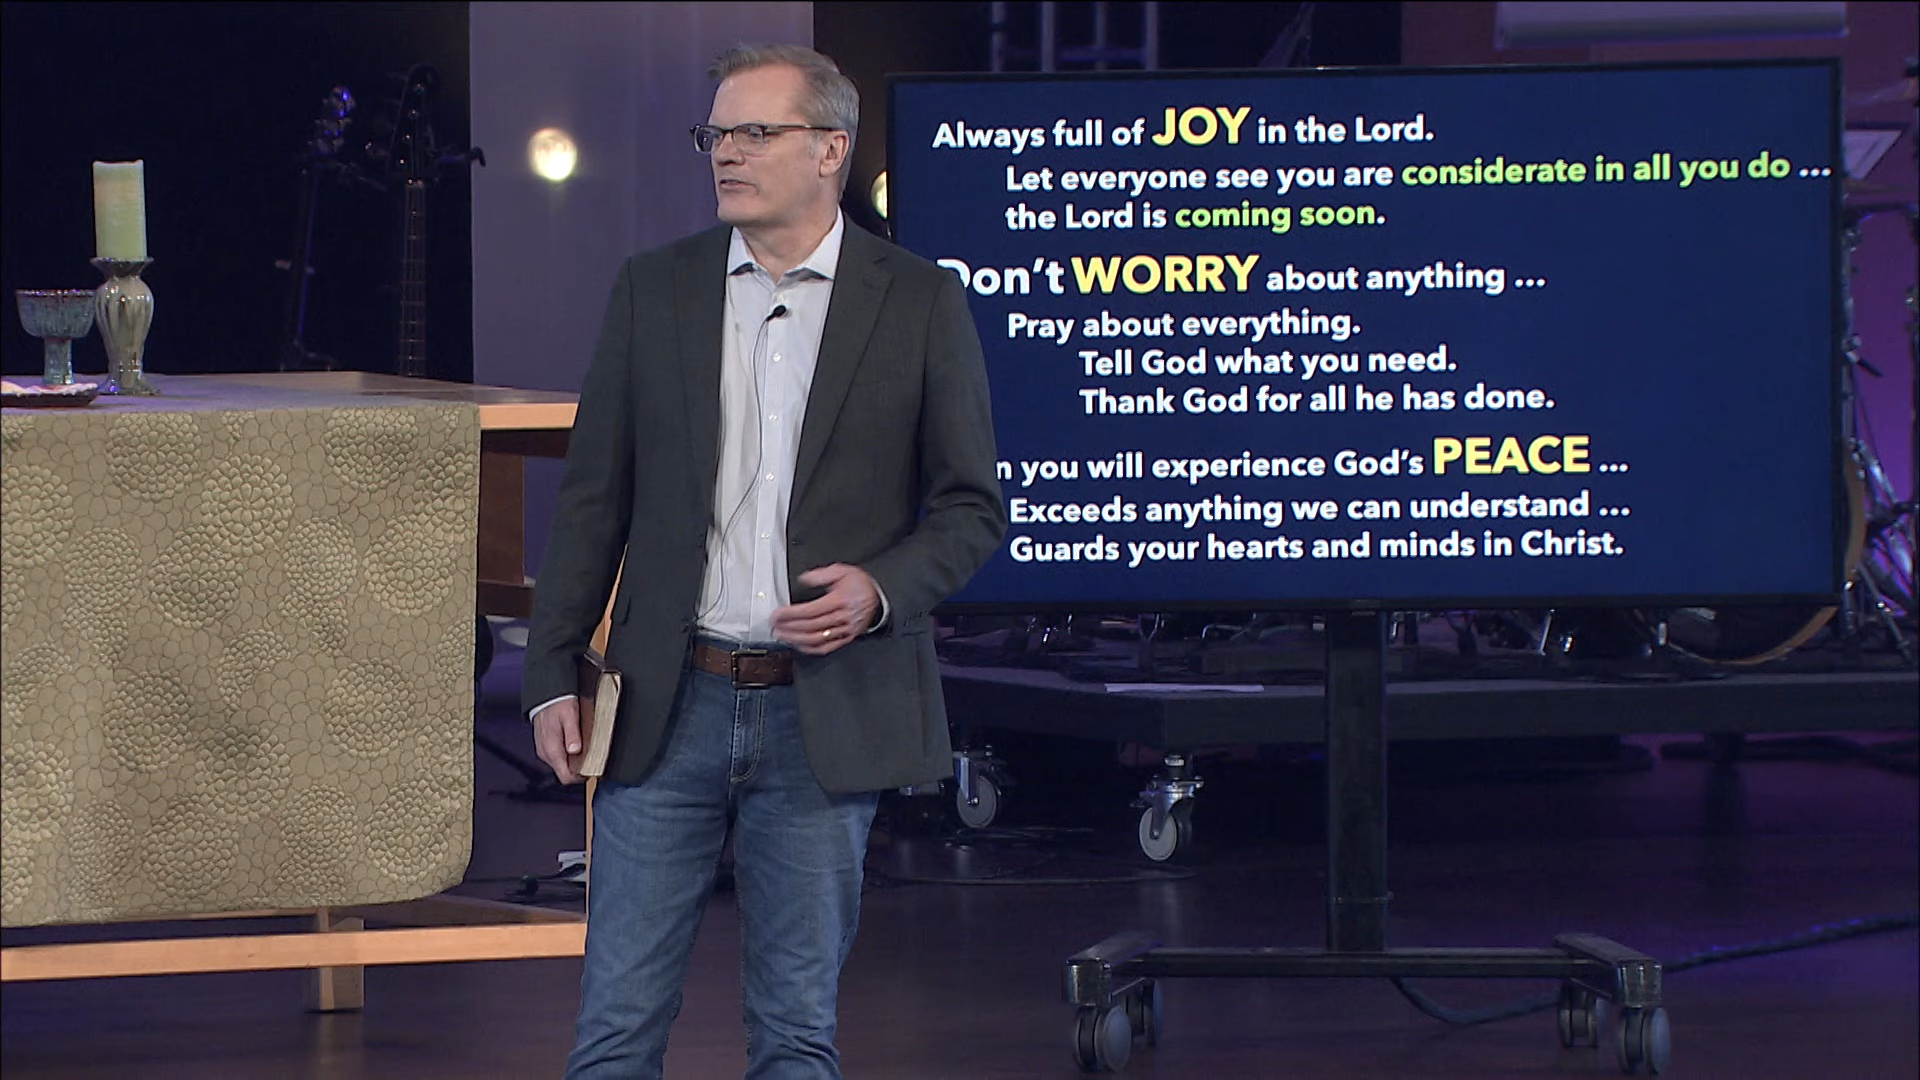 Always full of JOY in the Lord.
Let everyone see you are considerate in all you do ...
the Lord is coming soon.
Don't WORRY about anything ...
Pray about everything.
Tell God what you need.
Thank God for all he has done.
you will experience God's PEACE ...
Exceeds anything we can understand ...
Guards your hearts and minds in Christ.